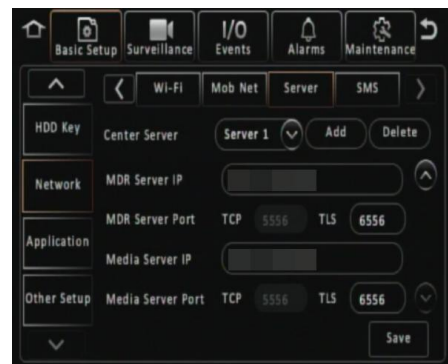 I/O
Basic Setup Surveillance Events Alarms Maintenance
Wi-Fi Mob Net Server SMS
HDD Key
Center Server Server 1 Add Delete
Network
MDR Server IP
MDR Server Port TCP 5556 TLS 6556
Application
Media Server IP
Other Setup Media Server Port TCP 5556 TLS 6556
Save